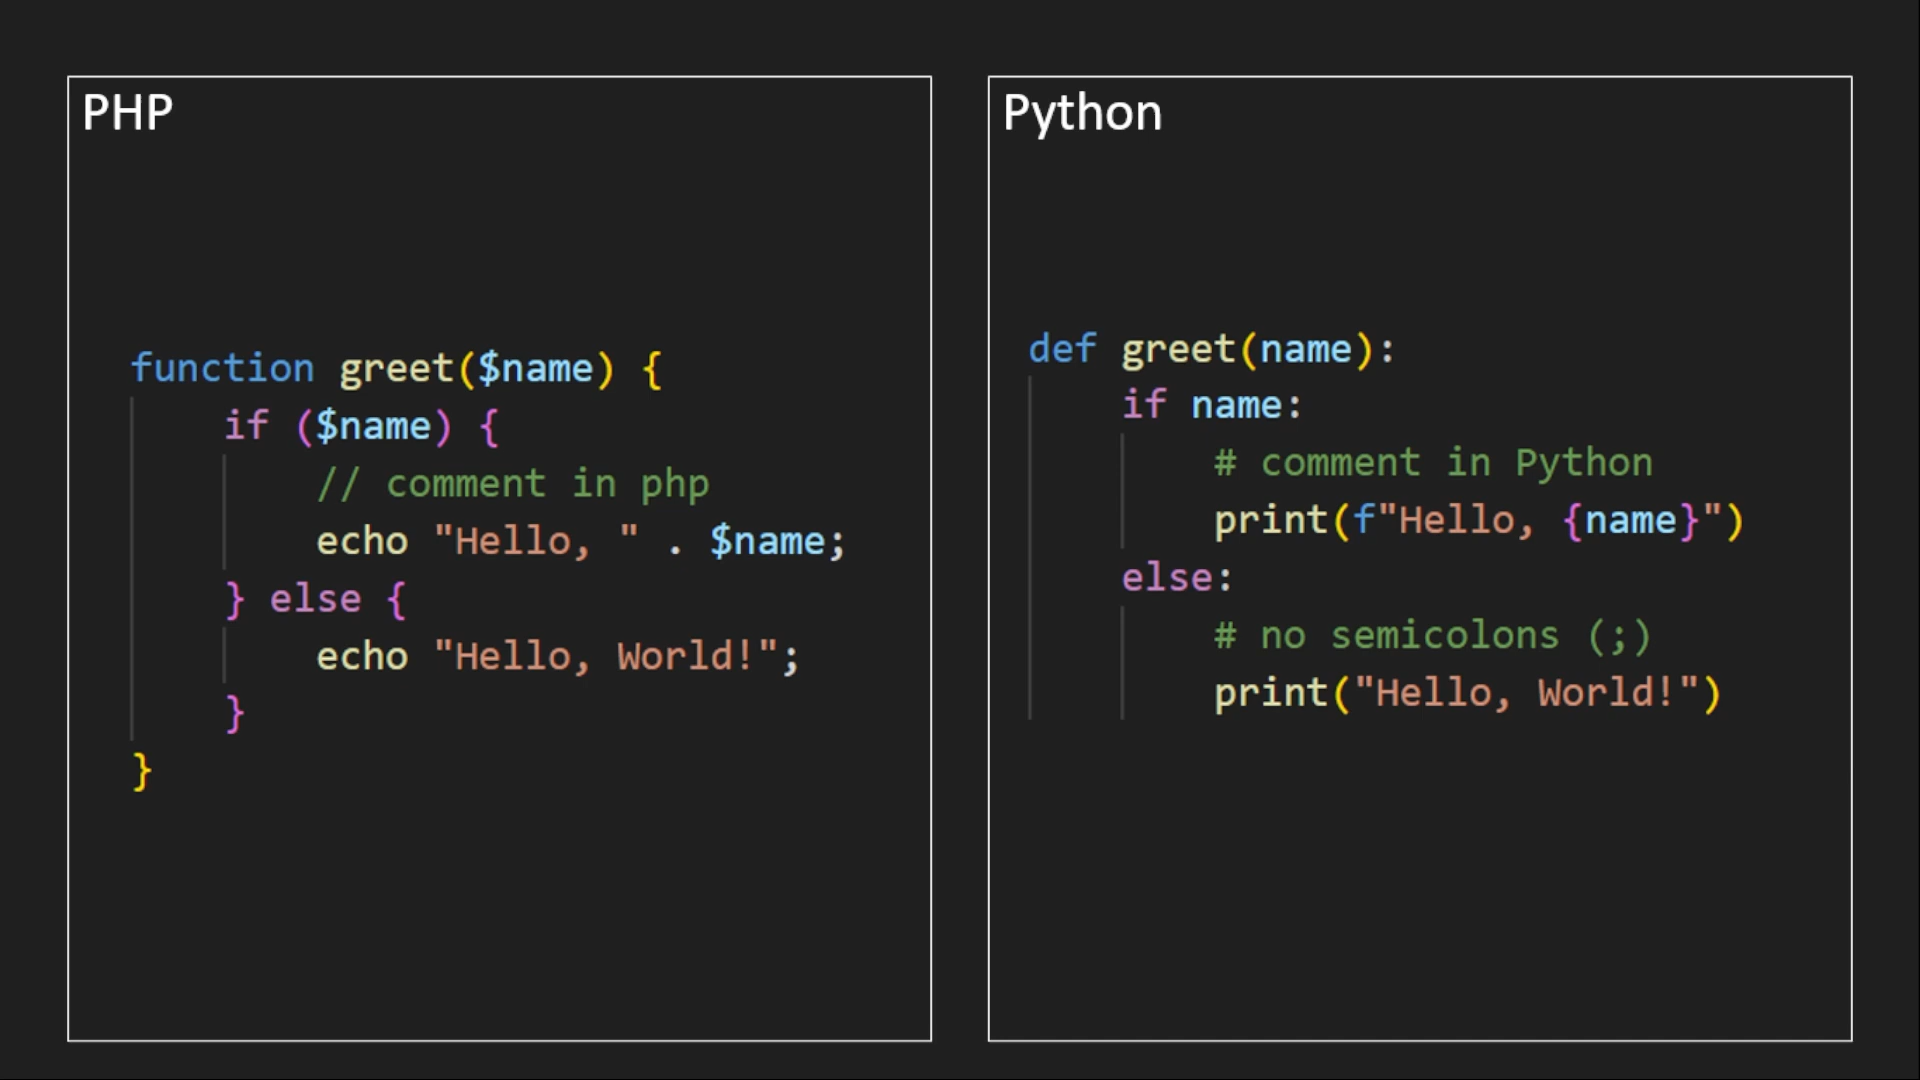 PHP
function greet($name) {
    if ($name) {
        // comment in php
        echo "Hello, " . $name;
    } else {
        echo "Hello, World!";
    }
}
Python
def greet(name):
    if name:
        # comment in Python
        print(f"Hello, {name}")
    else:
        # no semicolons (;)
        print("Hello, World!")